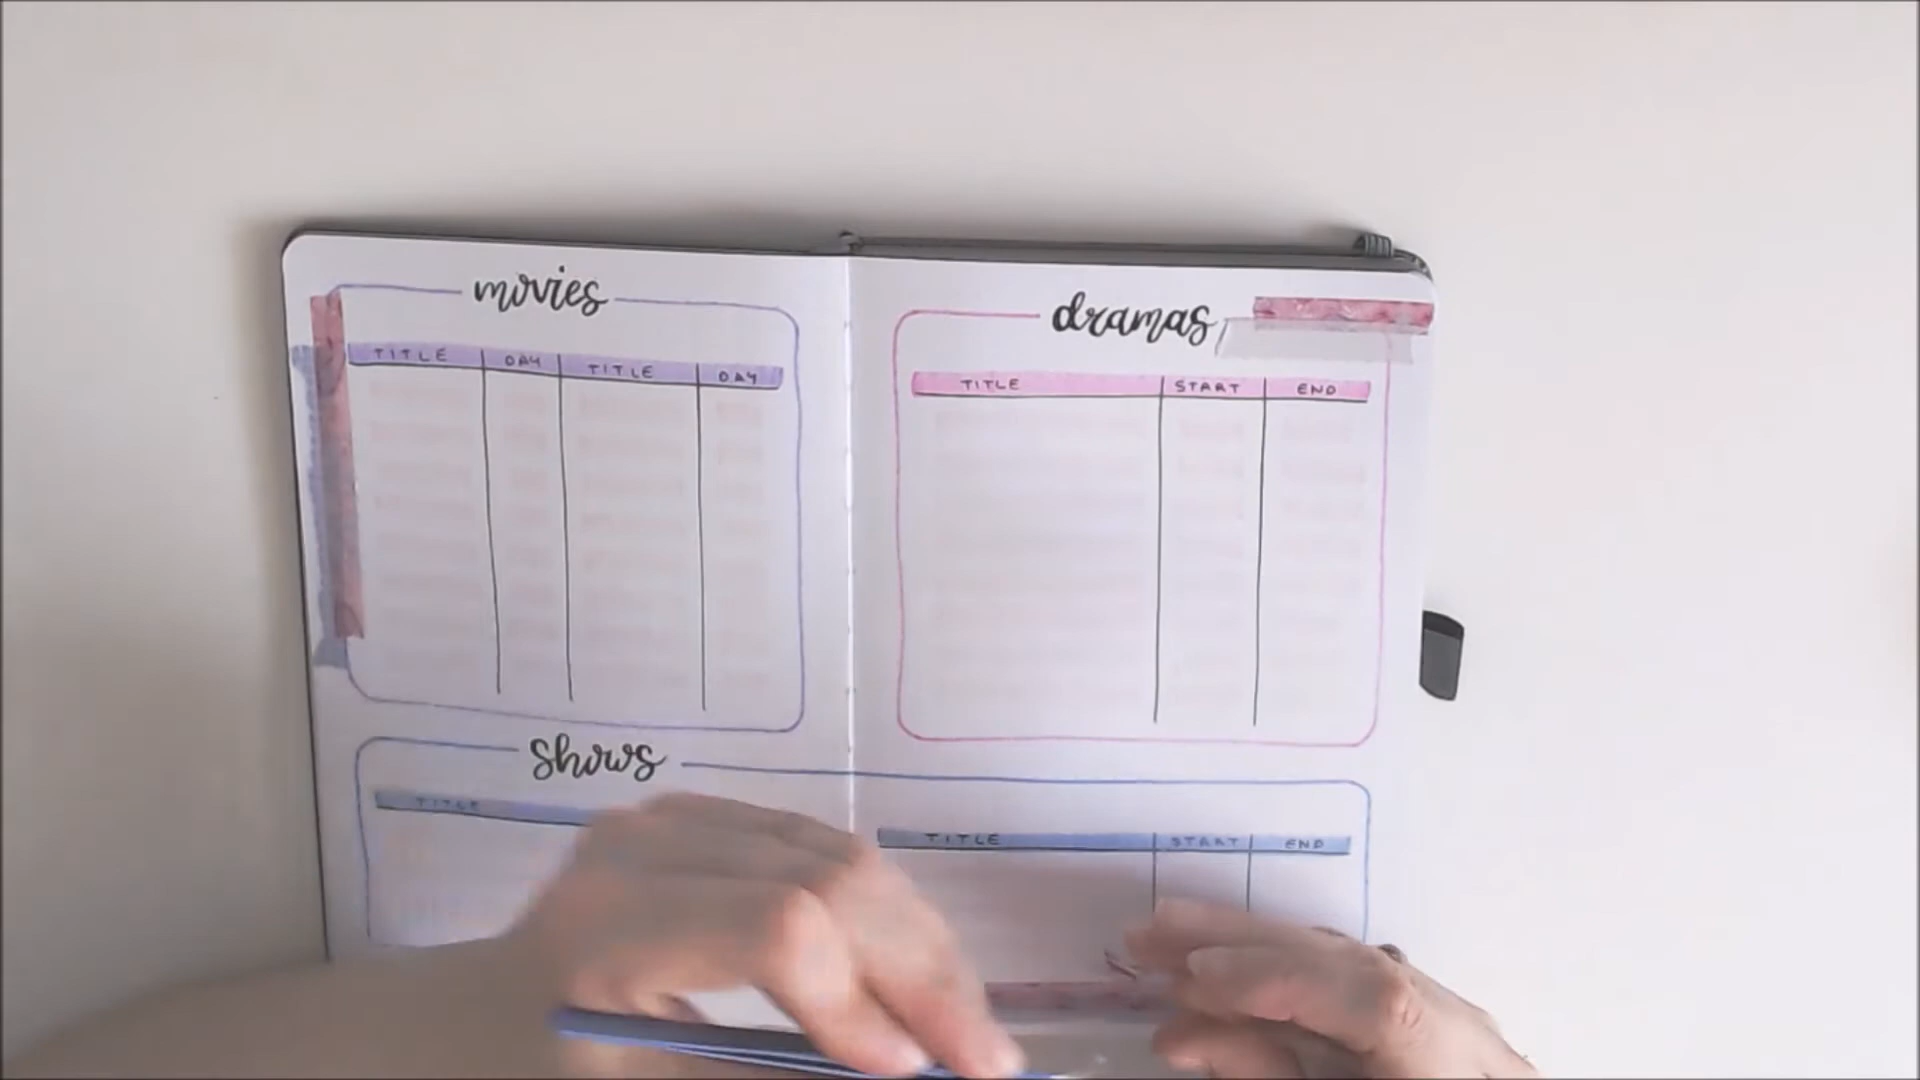 movies
TITLE DAY TITLE DAY
dramas
TITLE START END
shows
TITLE
TITLE START END